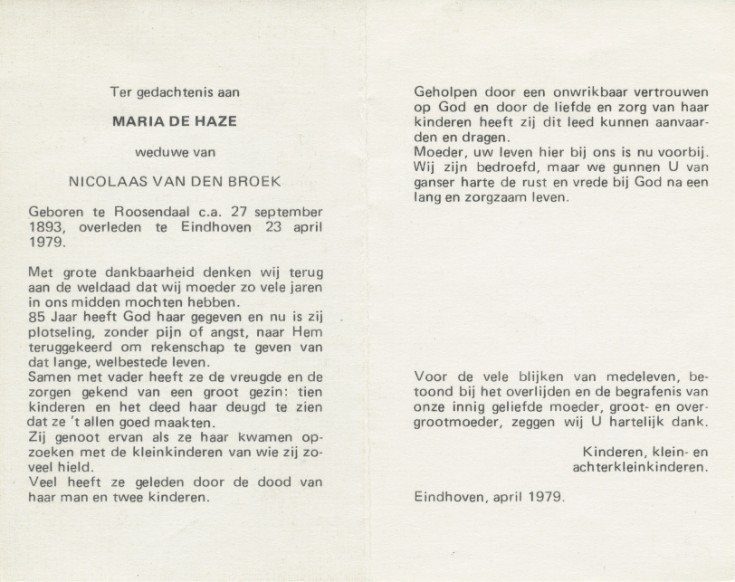 Ter gedachtenis aan
MARIA DE HAZE
weduwe van
NICOLAAS VAN DEN BROEK
Geboren te Roosendaal c.a. 27 september
1893, overleden te Eindhoven 23 april
1979.
Met grote dankbaarheid denken wij terug
aan de weldaad dat wij moeder zo vele jaren
in ons midden mochten hebben.
85 Jaar heeft God haar gegeven en nu is zij
plotseling, zonder pijn of angst, naar Hem
teruggekeerd om rekenschap te geven van
dat lange, welbestede leven.
Samen met vader heeft ze de vreugde en de
zorgen gekend van een groot gezin: tien
kinderen en het deed haar deugd te zien
dat ze 't allen goed maakten.
Zij genoot ervan als ze haar kwamen op-
zoeken met de kleinkinderen van wie zij zo-
veel hield.
Veel heeft ze geleden door de dood van
haar man en twee kinderen.
Geholpen door een onwrikbaar vertrouwen
op God en door de liefde en zorg van haar
kinderen heeft zij dit leed kunnen aanvaar-
den en dragen.
Moeder, uw leven hier bij ons is nu voorbij.
Wij zijn bedroefd, maar we gunnen U van
ganser harte de rust en vrede bij God na een
lang en zorgzaam leven.
Voor de vele blijken van medeleven, be-
toond bij het overlijden en de begrafenis van
onze innig geliefde moeder, groot- en over-
grootmoeder, zeggen wij U hartelijk dank.
Kinderen, klein- en
achterkleinkinderen.
Eindhoven, april 1979.